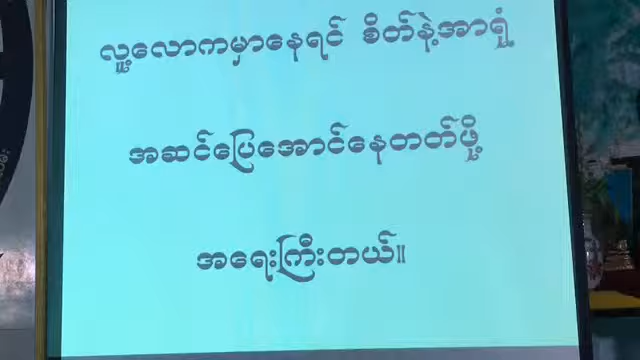 လူ့လောကမှာနေရင် စိတ်နဲ့အာရုံ
အဆင်ပြေအောင်နေတတ်ဖို့
အရေးကြီးတယ်။